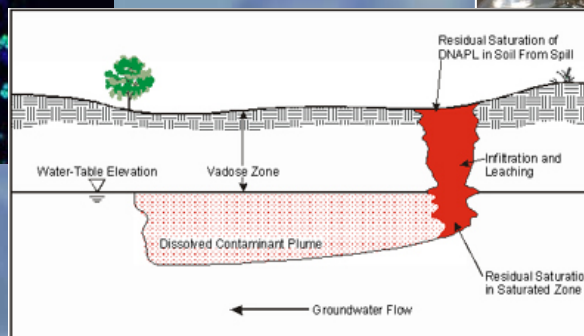 Residual Saturation of
DNAPL in Soil From Spill
Infiltration and
Leaching
Water-Table Elevation
Vadose Zone
Dissolved Contaminant Plume
Residual Saturation
in Saturated Zone
Groundwater Flow